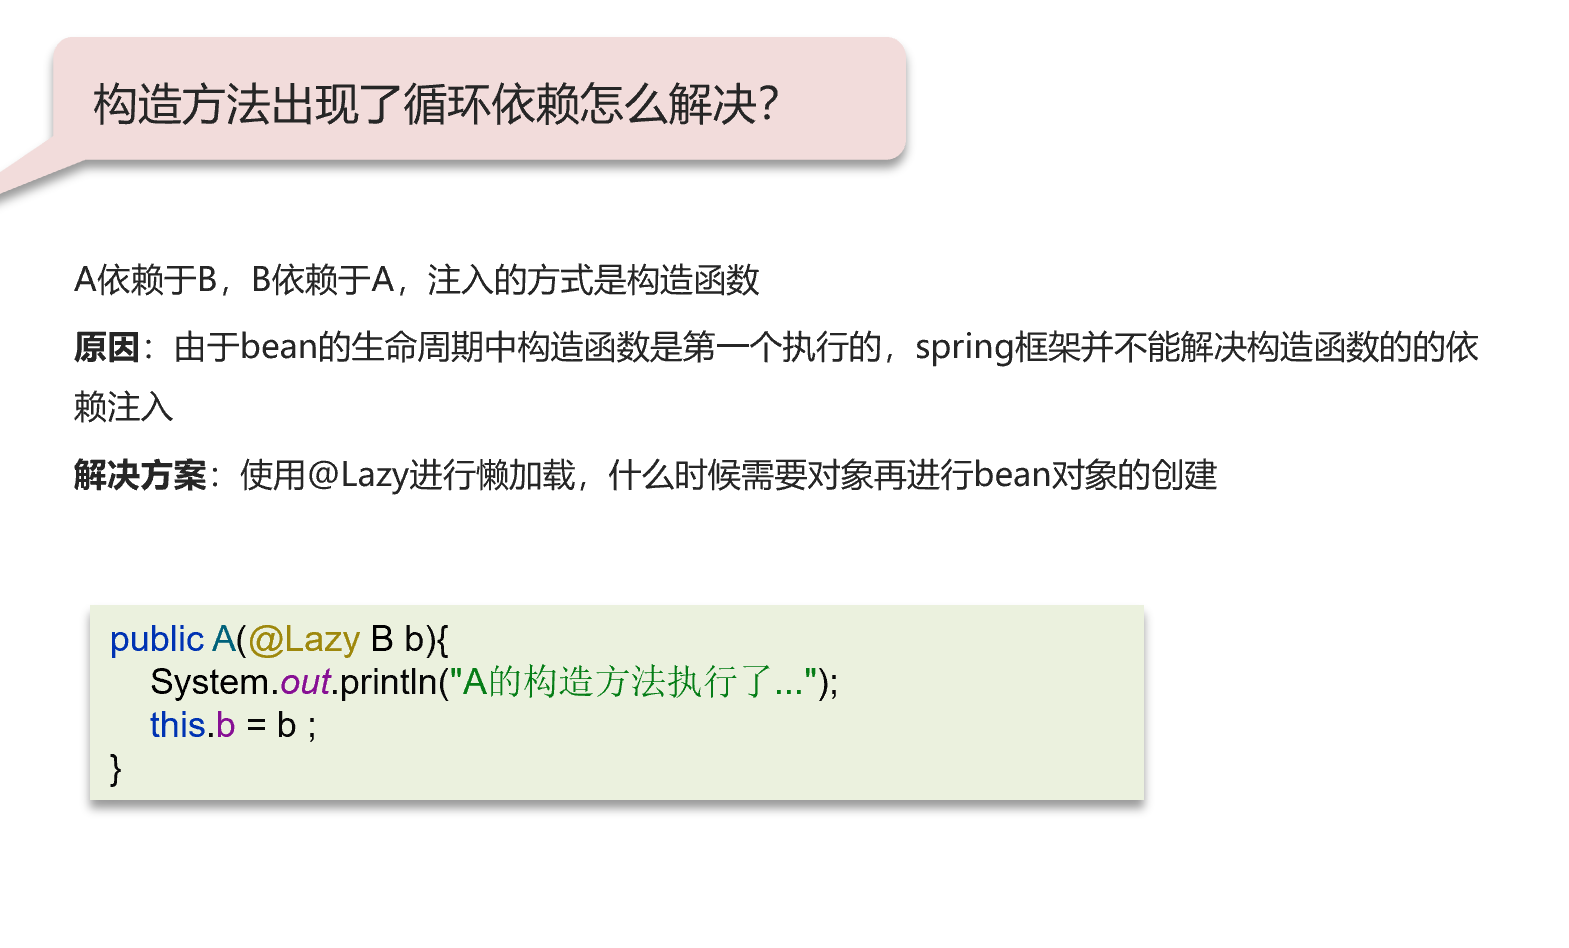 构造方法出现了循环依赖怎么解决？
A依赖于B，B依赖于A，注入的方式是构造函数
原因：由于bean的生命周期中构造函数是第一个执行的，spring框架并不能解决构造函数的的依
赖注入
解决方案：使用@Lazy进行懒加载，什么时候需要对象再进行bean对象的创建
public A(@Lazy B b){
    System.out.println("A的构造方法执行了...");
    this.b = b ;
}